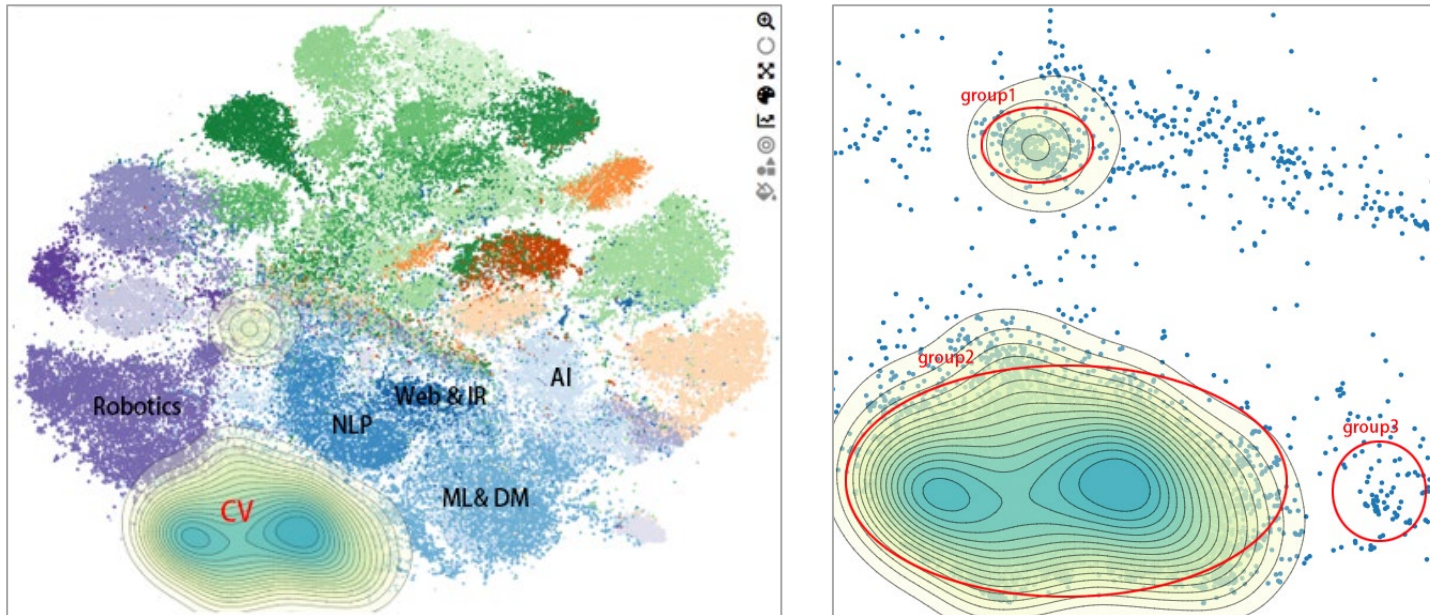 Robotics
CV
NLP
Web & IR
AI
ML& DM
group1
group2
group3